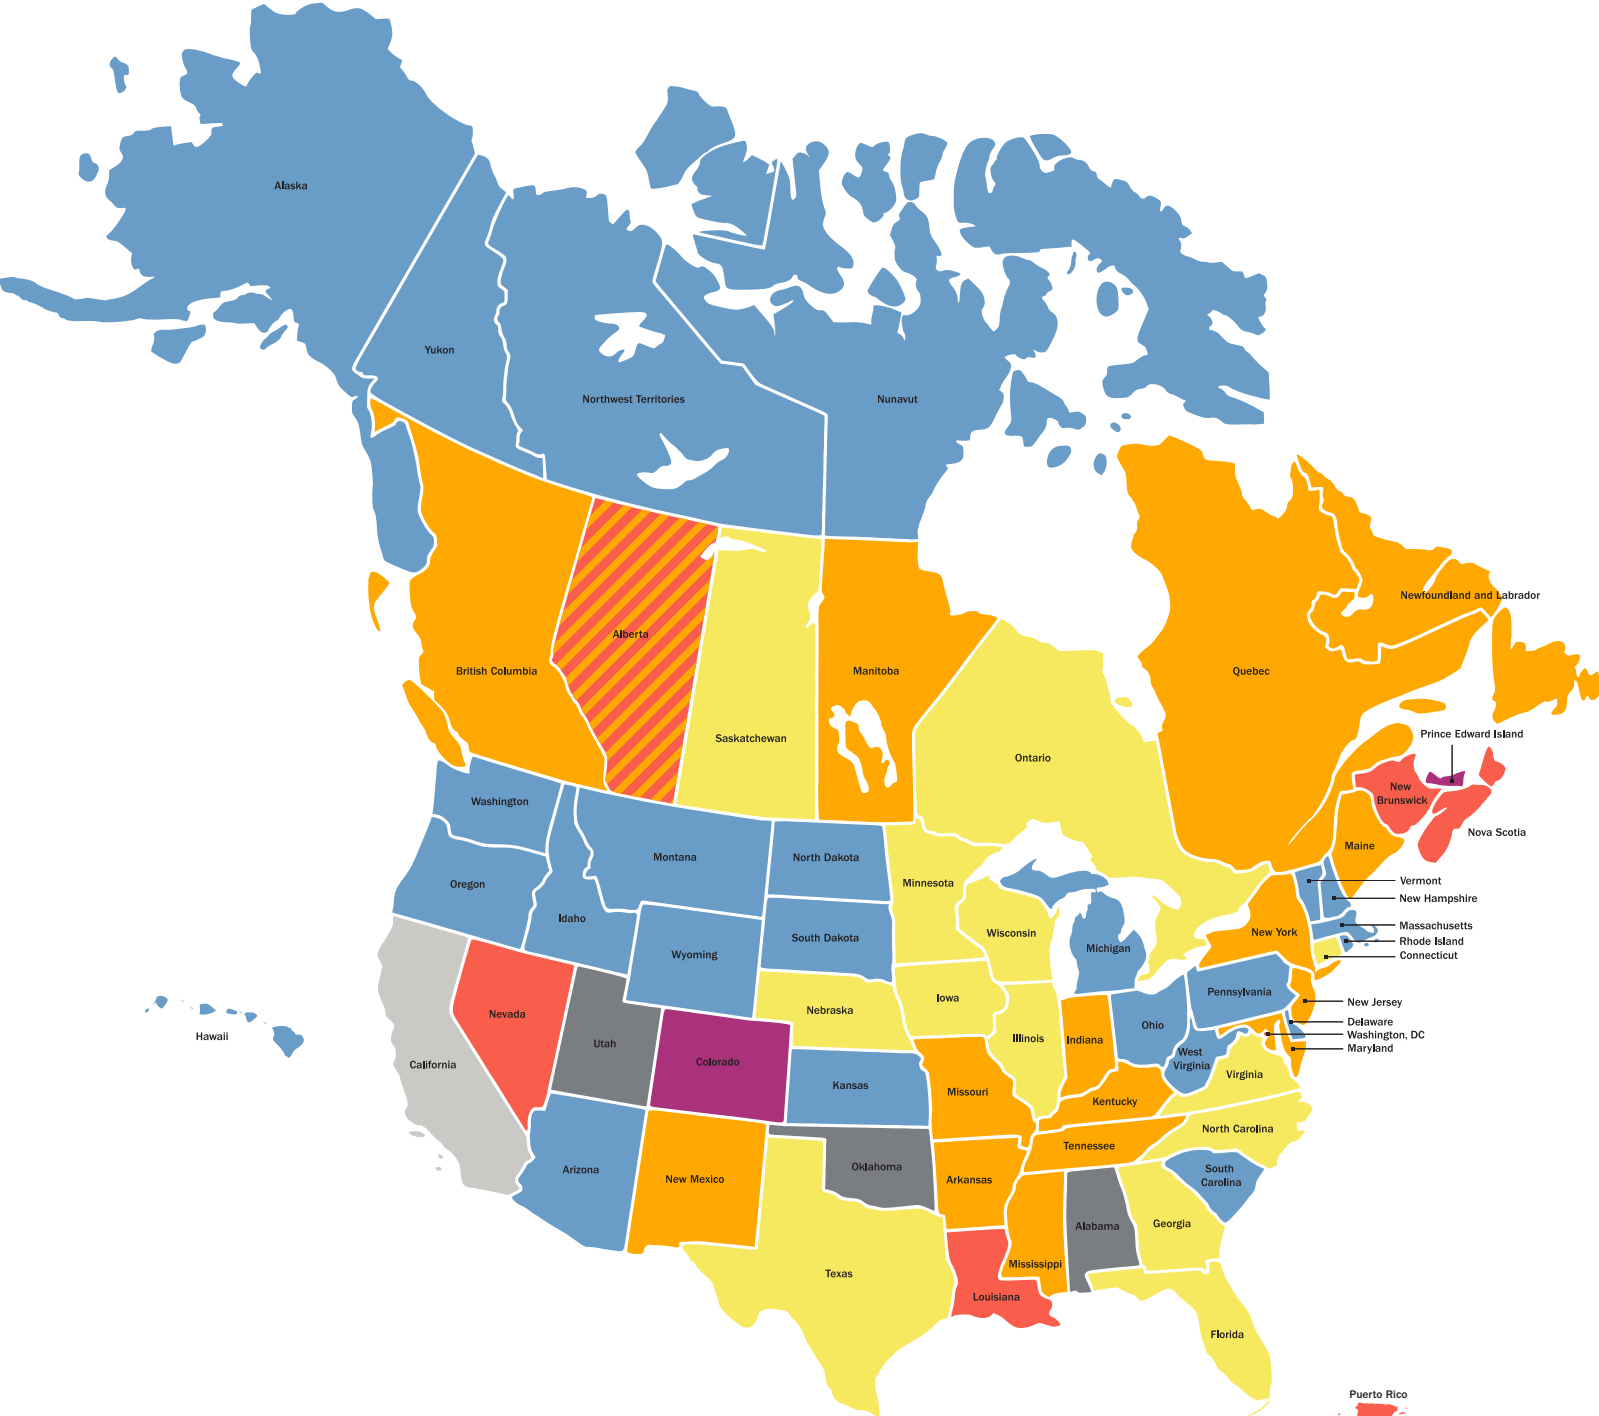 Alaska
Yukon
Northwest Territories
Nunavut
Newfoundland and Labrador
Alberta
British Columbia
Manitoba
Quebec
Saskatchewan
Prince Edward Island
Ontario
New
Brunswick
Washington
Nova Scotia
Maine
Montana
North Dakota
Minnesota
Vermont
Oregon
New Hampshire
Idaho
Wisconsin
New York
Massachusetts
South Dakota
Michigan
Rhode Island
Wyoming
Connecticut
Pennsylvania
Iowa
New Jersey
Nebraska
Nevada
Delaware
Ohio
Washington, DC
Hawaii
Utah
Illinois
Indiana
Maryland
West
Virginia
California
Colorado
Virginia
Kansas
Missouri
Kentucky
North Carolina
Tennessee
Arizona
Oklahoma
South
Carolina
New Mexico
Arkansas
Alabama
Georgia
Mississippi
Texas
Louisiana
Florida
Puerto Rico